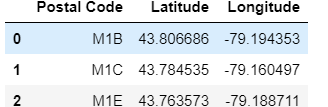 Postal Code Latitude Longitude
0 M1B 43.806686 -79.194353
1 M1C 43.784535 -79.160497
2 M1E 43.763573 -79.188711